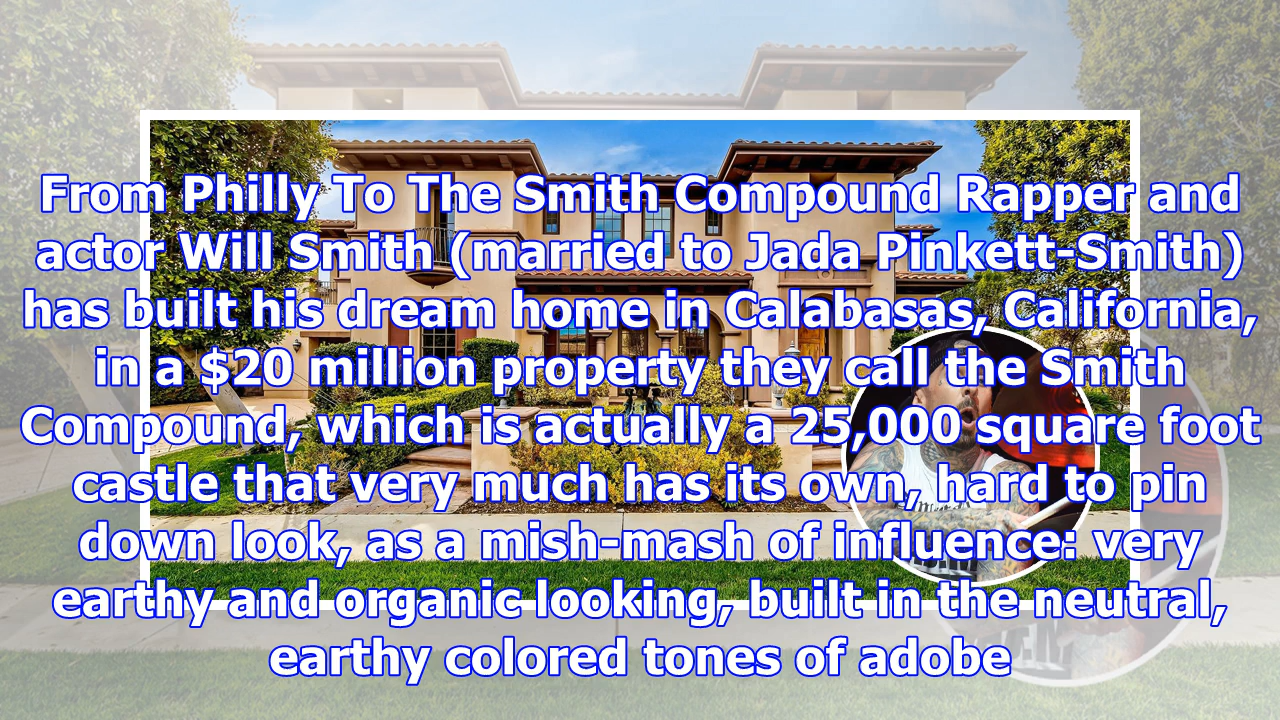 From Philly To The Smith Compound Rapper and
actor Will Smith (married to Jada Pinkett-Smith)
has built his dream home in Calabasas, California,
in a $20 million property they call the Smith
Compound, which is actually a 25,000 square foot
castle that very much has its own, hard to pin
down look, as a mish-mash of influence: very
earthy and organic looking, built in the neutral,
earthy colored tones of adobe